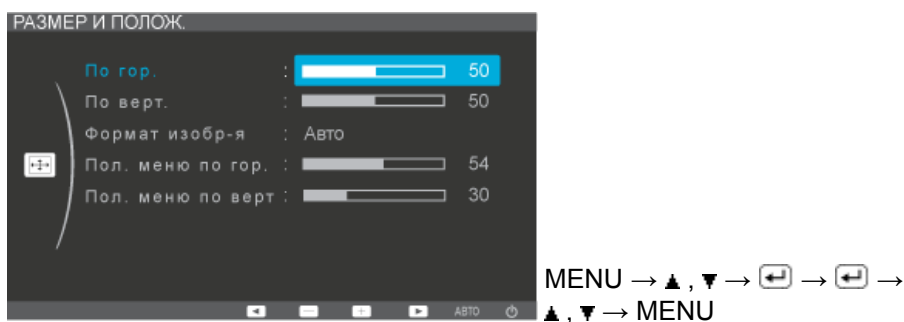 РАЗМЕР И ПОЛОЖ.
По гор. : 50
По верт. : 50
Формат изобр-я : Авто
Пол. меню по гор. : 54
Пол. меню по верт : 30
АВТО
MENU → ▲ , ▼ → ↵ → ↵ →
▲ , ▼ → MENU